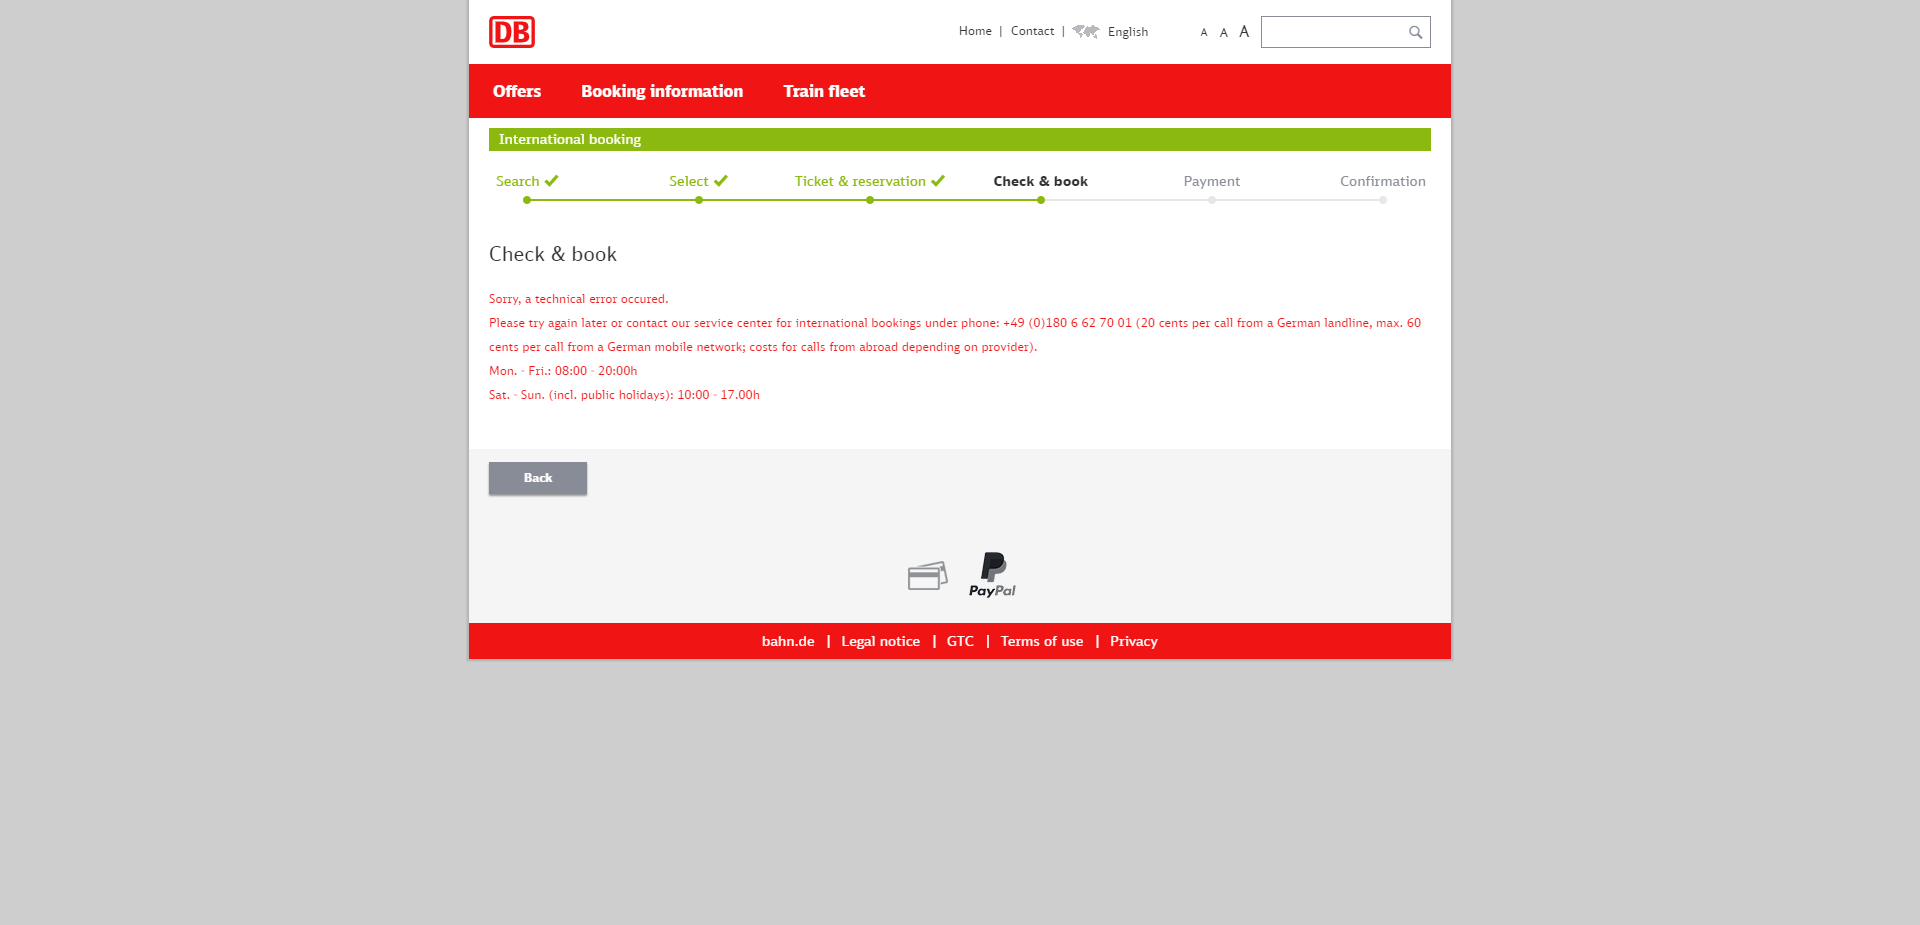 DB
Home | Contact | English A A A
Offers Booking information Train fleet
International booking
Search Select Ticket & reservation Check & book Payment Confirmation
Check & book
Sorry, a technical error occured.
Please try again later or contact our service center for international bookings under phone: +49 (0)180 6 62 70 01 (20 cents per call from a German landline, max. 60
cents per call from a German mobile network; costs for calls from abroad depending on provider).
Mon. - Fri.: 08:00 - 20:00h
Sat. - Sun. (incl. public holidays): 10:00 - 17.00h
Back
PayPal
bahn.de | Legal notice | GTC | Terms of use | Privacy